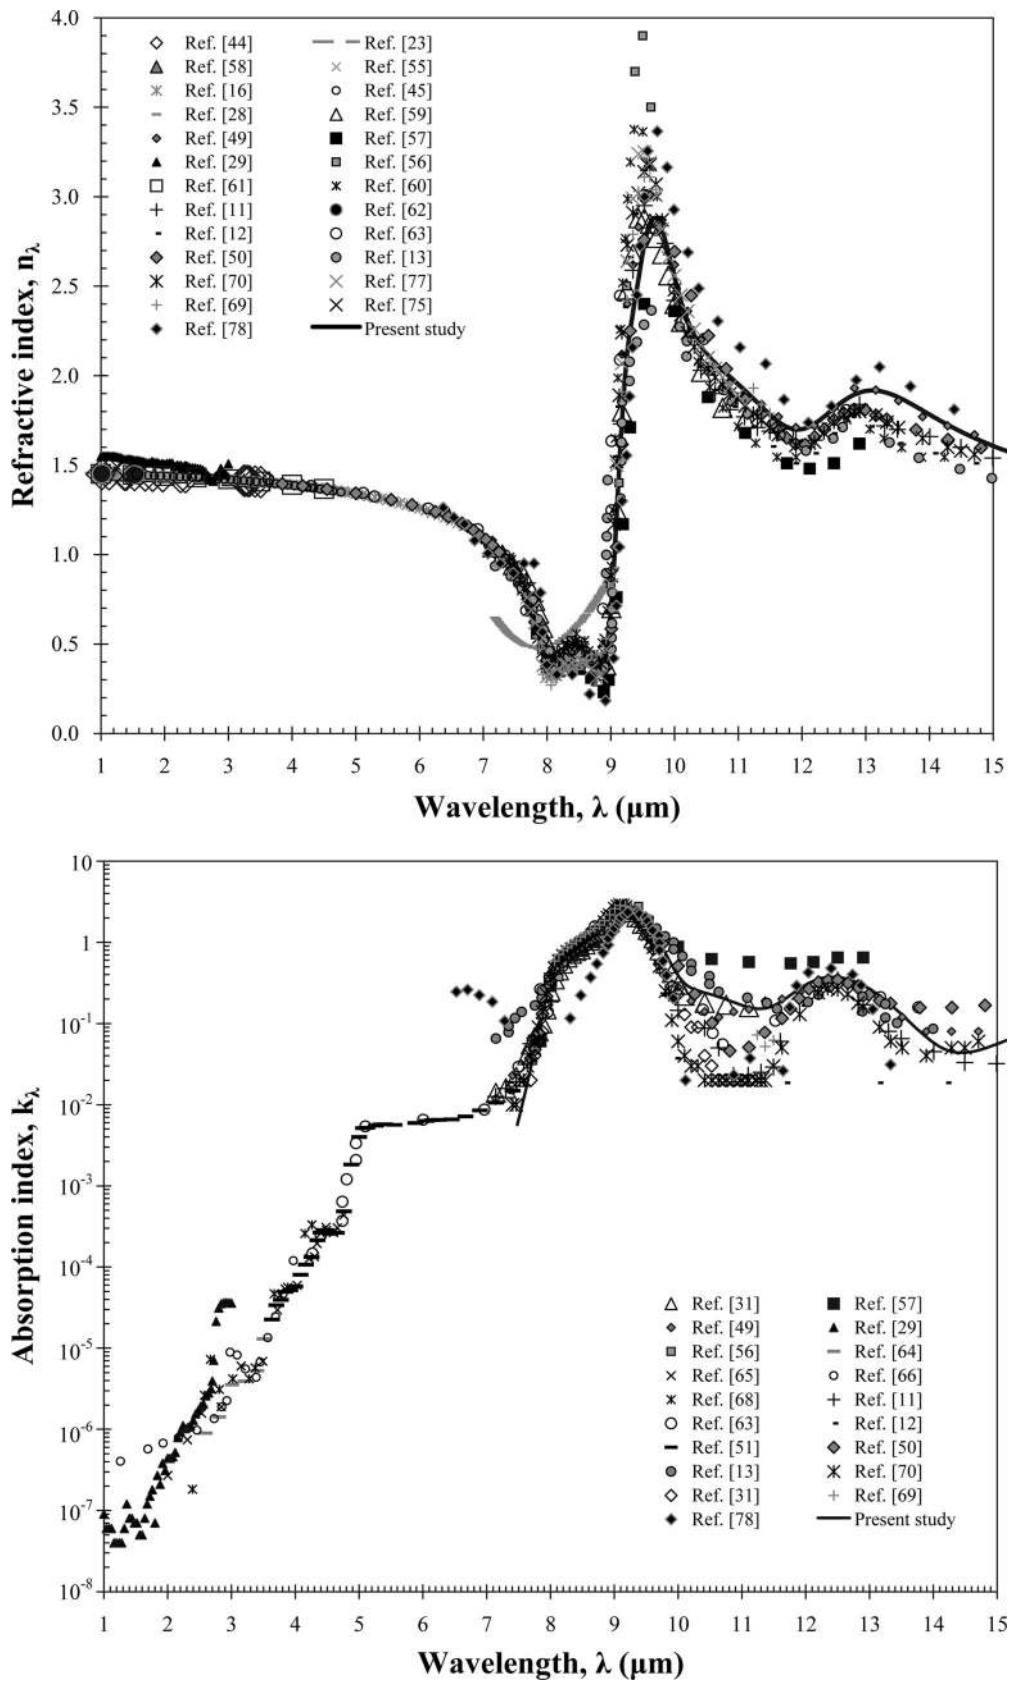 4.0
3.5
3.0
2.5
2.0
1.5
1.0
0.5
0.0
Refractive index, nλ
Ref. [44]
Ref. [58]
Ref. [16]
Ref. [28]
Ref. [49]
Ref. [29]
Ref. [61]
Ref. [11]
Ref. [12]
Ref. [50]
Ref. [70]
Ref. [69]
Ref. [78]
Ref. [23]
Ref. [55]
Ref. [45]
Ref. [59]
Ref. [57]
Ref. [56]
Ref. [60]
Ref. [62]
Ref. [63]
Ref. [13]
Ref. [77]
Ref. [75]
Present study
1 2 3 4 5 6 7 8 9 10 11 12 13 14 15
Wavelength, λ (μm)
10
1
10-1
10-2
10-3
10-4
10-5
10-6
10-7
10-8
Absorption index, kλ
Ref. [31]
Ref. [49]
Ref. [56]
Ref. [65]
Ref. [68]
Ref. [63]
Ref. [51]
Ref. [13]
Ref. [31]
Ref. [78]
Ref. [57]
Ref. [29]
Ref. [64]
Ref. [66]
Ref. [11]
Ref. [12]
Ref. [50]
Ref. [70]
Ref. [69]
Present study
1 2 3 4 5 6 7 8 9 10 11 12 13 14 15
Wavelength, λ (μm)